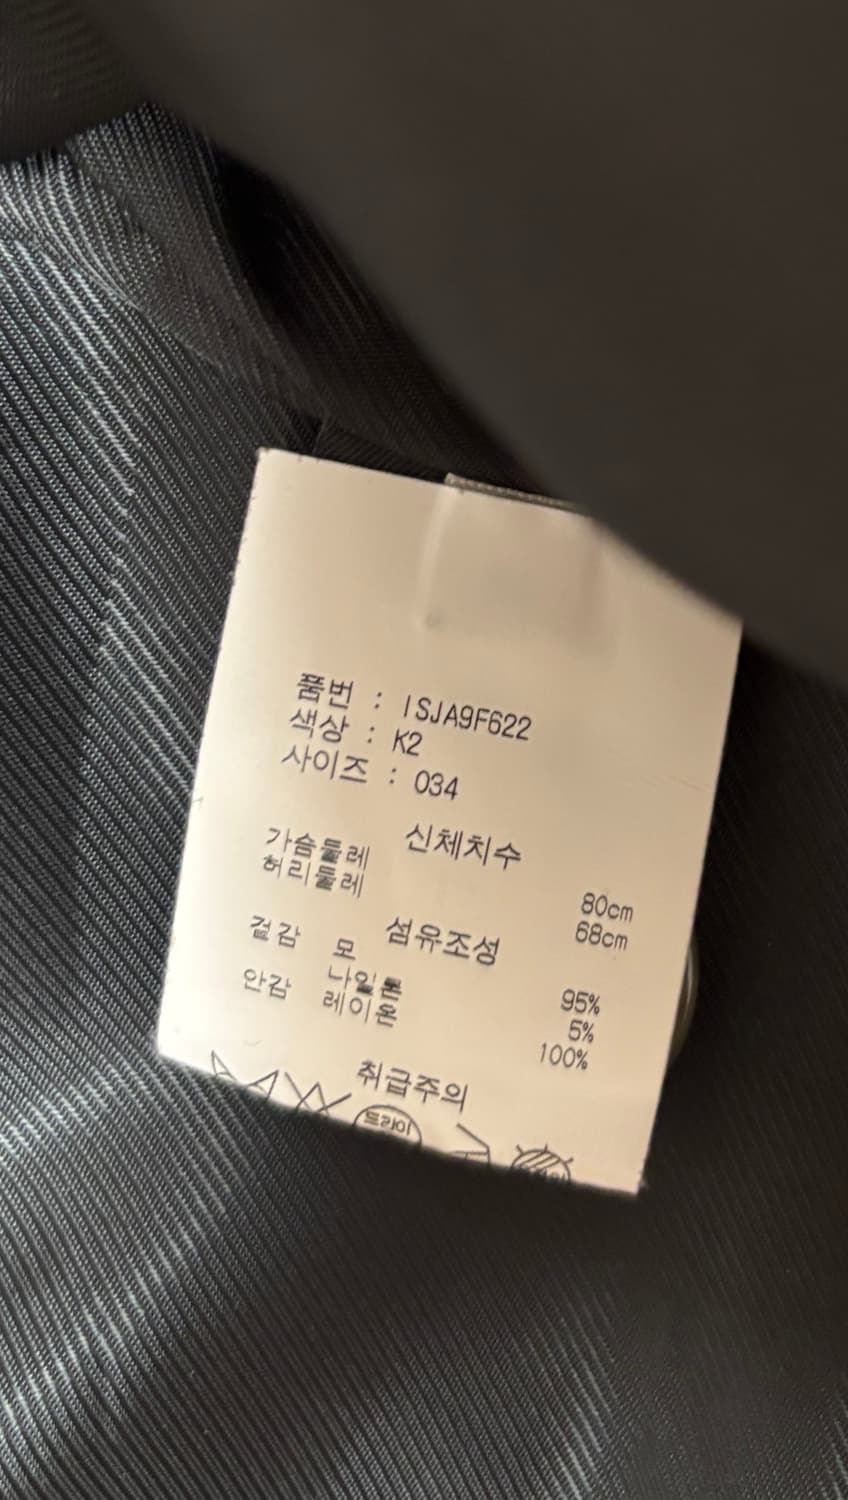 품번 : ISJA9F622
색상 : K2
사이즈 : 034
신체치수
가슴둘레 80cm
허리둘레 68cm
섬유조성
겉감 모 95%
나일론 5%
안감 레이온 100%
취급주의
드라이